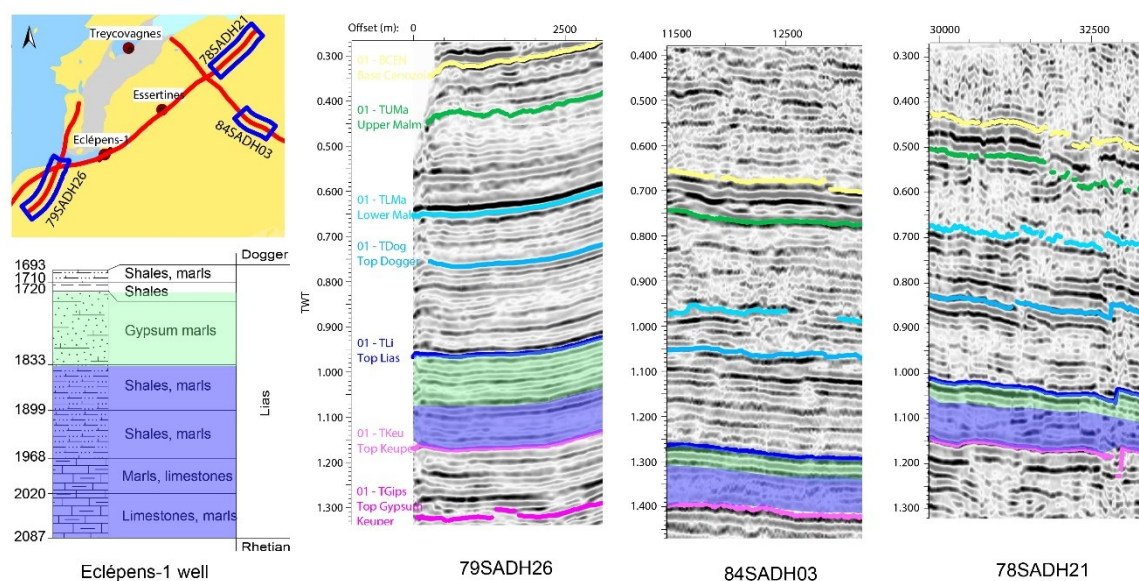 Treycovagnes
78SADH21
Essertine
84SADH03
Eclépens-1
79SADH26
Dogger
1693
1710
1720
1833
1899
1968
2020
2087
Shales, marls
Shales
Gypsum marls
Shales, marls
Shales, marls
Marls, limestones
Limestones, marls
Lias
Rhetian
Eclépens-1 well
Offset (m):
0
2500
0.300
0.400
0.500
0.600
0.700
0.800
0.900
1.000
1.100
1.200
1.300
TWT
01 - BCEN
01 - TUMa
Upper Malm
01 - TLMa
Lower Mal
01 - TDog
Top Dogger
01 - TLi
Top Lias
01 - TKeu
Top Keuper
01 - TGips
Top Gypsum
Keuper
79SADH26
11500
12500
0.400
0.500
0.600
0.700
0.800
0.900
1.000
1.100
1.200
1.300
1.400
84SADH03
30000
32000
0.300
0.400
0.500
0.600
0.700
0.800
0.900
1.000
1.100
1.200
1.300
78SADH21